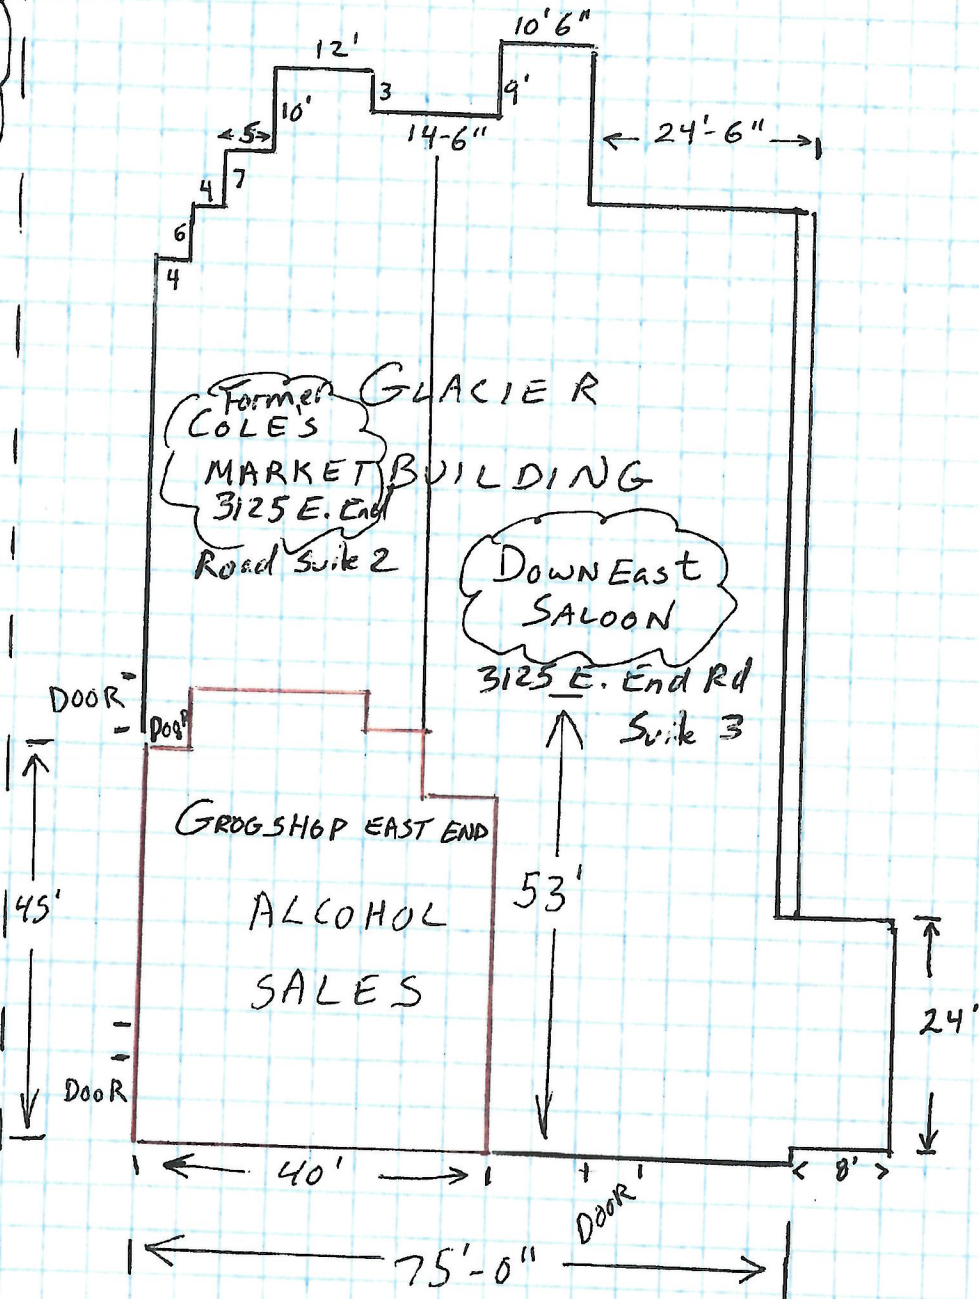 10' 6"
12'
3
9'
10'
14-6"
24'-6"
5
7
4
6
4
GLACIER
Former
COLE'S
MARKET
BUILDING
3125 E. End
Road Suite 2
DOWN East
SALOON
3125 E. End Rd
Suite 3
DOOR
Door
GROGSHOP EAST END
45'
53'
ALCOHOL
SALES
24'
DOOR
40'
8'
DOOR
75'-0"